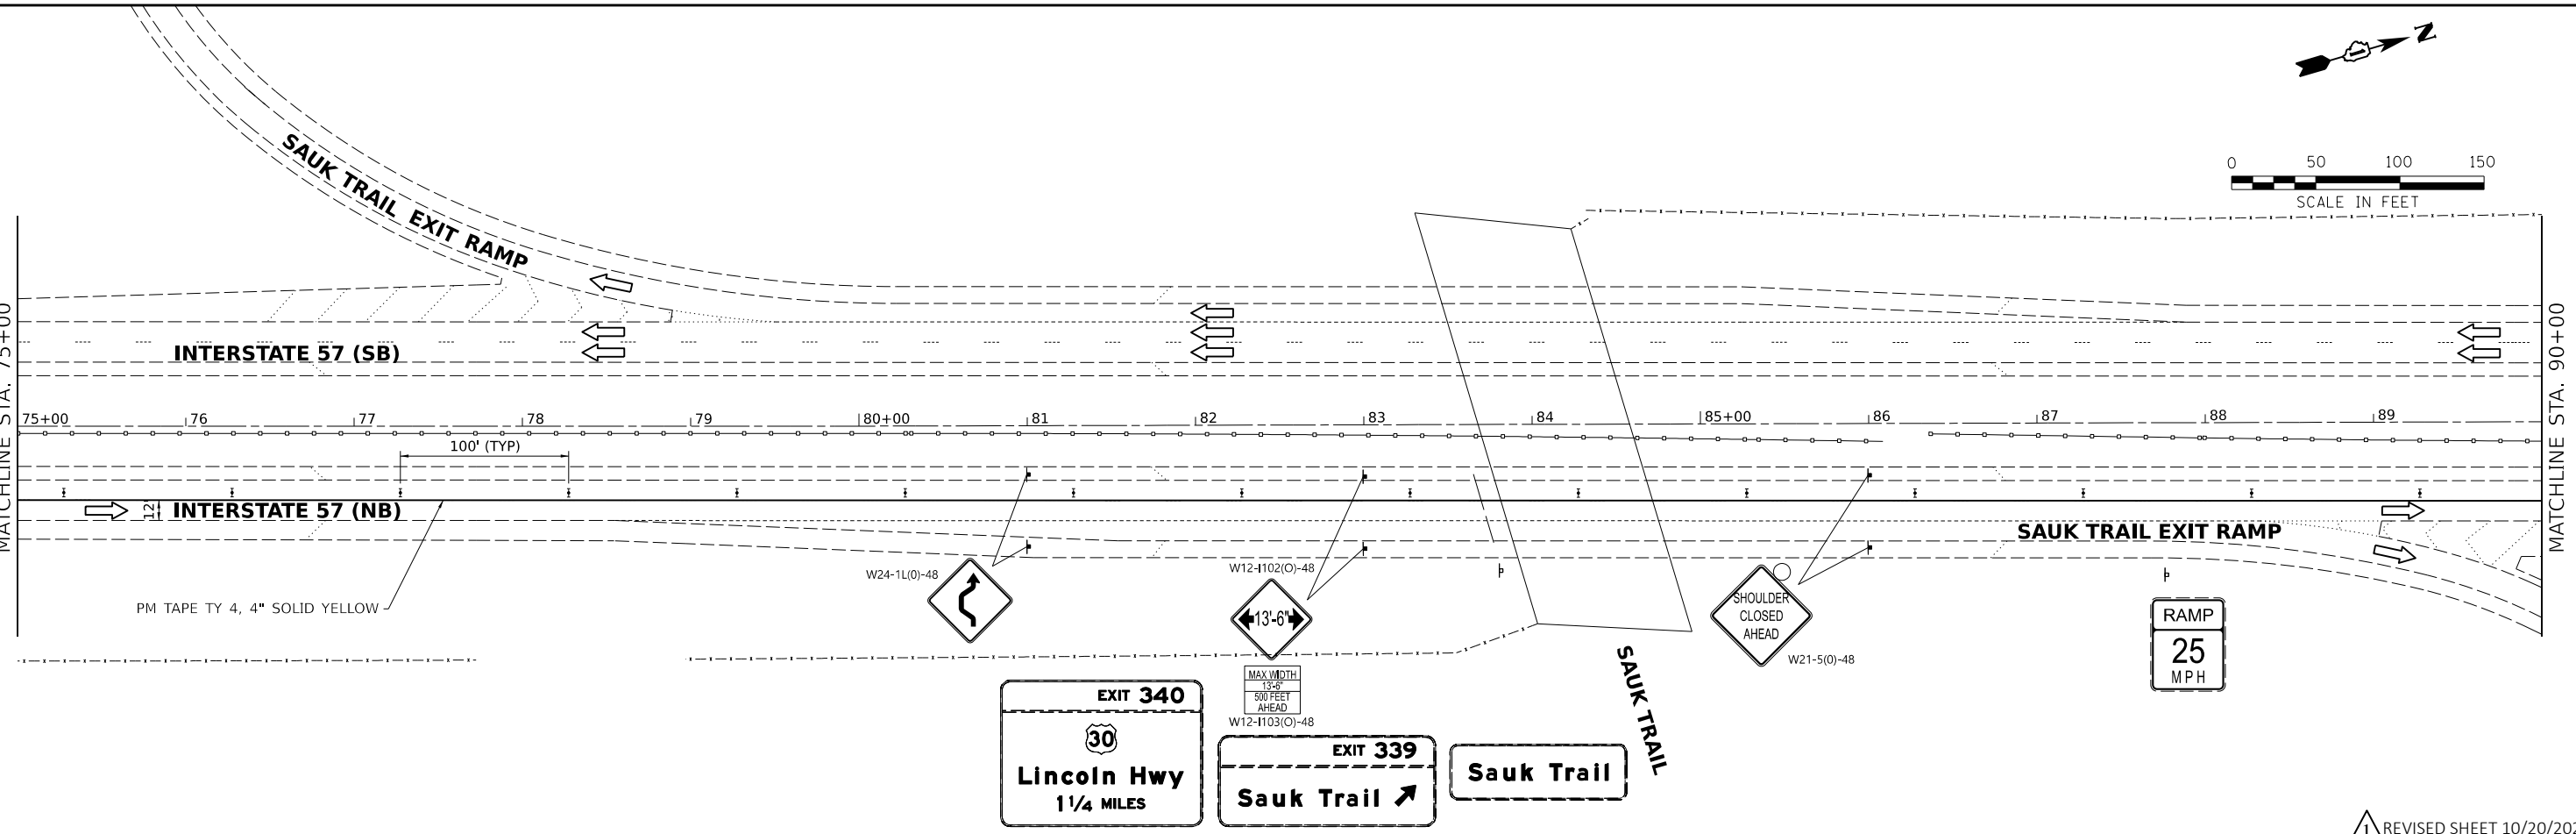 N
0 50 100 150
SCALE IN FEET
SAUK TRAIL EXIT RAMP
MATCHLINE STA. 75+00
INTERSTATE 57 (SB)
MATCHLINE STA. 90+00
75+00 76 77 78 79 80+00 81 82 83 84 85+00 86 87 88 89
100' (TYP)
12'
INTERSTATE 57 (NB)
SAUK TRAIL EXIT RAMP
PM TAPE TY 4, 4" SOLID YELLOW
W24-1L(0)-48
W12-I102(O)-48
13'-6"
MAX WIDTH
13'-6"
500 FEET
AHEAD
W12-I103(O)-48
SHOULDER
CLOSED
AHEAD
W21-5(0)-48
RAMP
25
MPH
SAUK TRAIL
EXIT 340
30
Lincoln Hwy
1 1/4 MILES
EXIT 339
Sauk Trail
Sauk Trail
1 REVISED SHEET 10/20/202